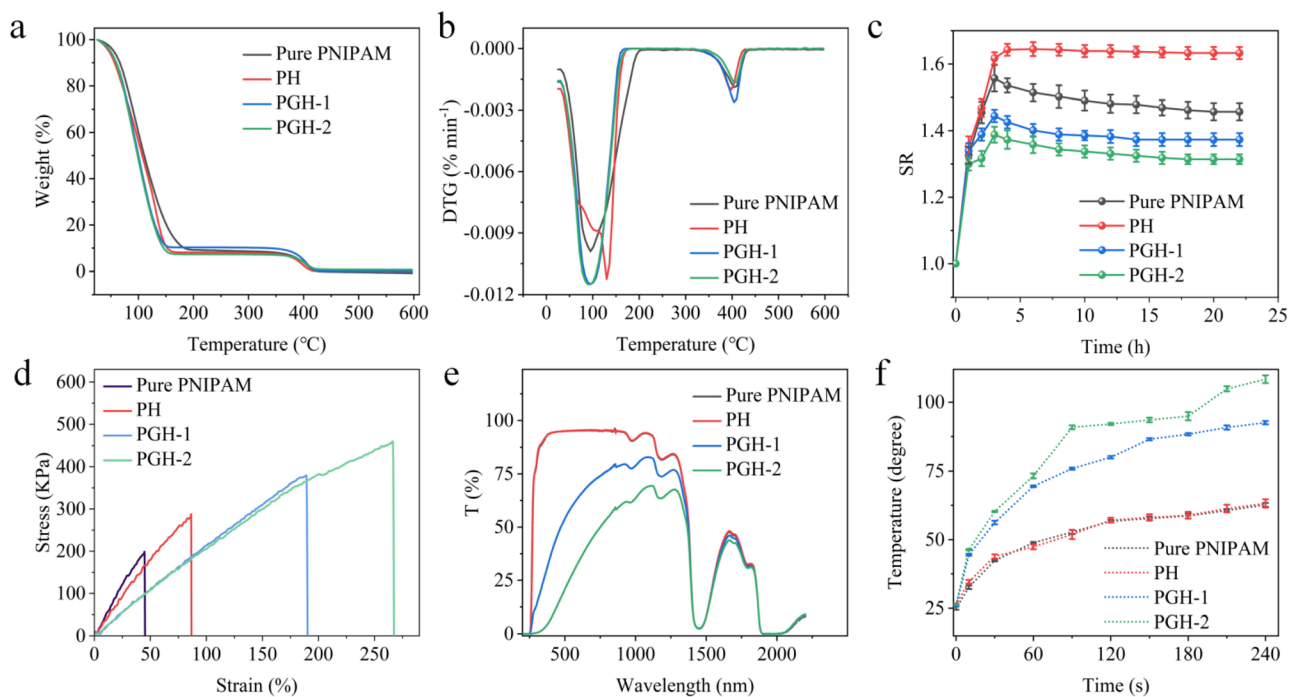 a
100
80
60
40
20
0
Weight (%)
Pure PNIPAM
PH
PGH-1
PGH-2
100 200 300 400 500 600
Temperature (℃)
b
0.000
-0.003
-0.006
-0.009
-0.012
DTG (% min⁻¹)
Pure PNIPAM
PH
PGH-1
PGH-2
0 100 200 300 400 500 600
Temperature (℃)
c
1.6
1.4
1.2
1.0
SR
Pure PNIPAM
PH
PGH-1
PGH-2
0 5 10 15 20 25
Time (h)
d
600
500
400
300
200
100
0
Stress (KPa)
Pure PNIPAM
PH
PGH-1
PGH-2
0 50 100 150 200 250
Strain (%)
e
100
75
50
25
0
T (%)
Pure PNIPAM
PH
PGH-1
PGH-2
500 1000 1500 2000
Wavelength (nm)
f
100
75
50
25
Temperature (degree)
Pure PNIPAM
PH
PGH-1
PGH-2
0 60 120 180 240
Time (s)